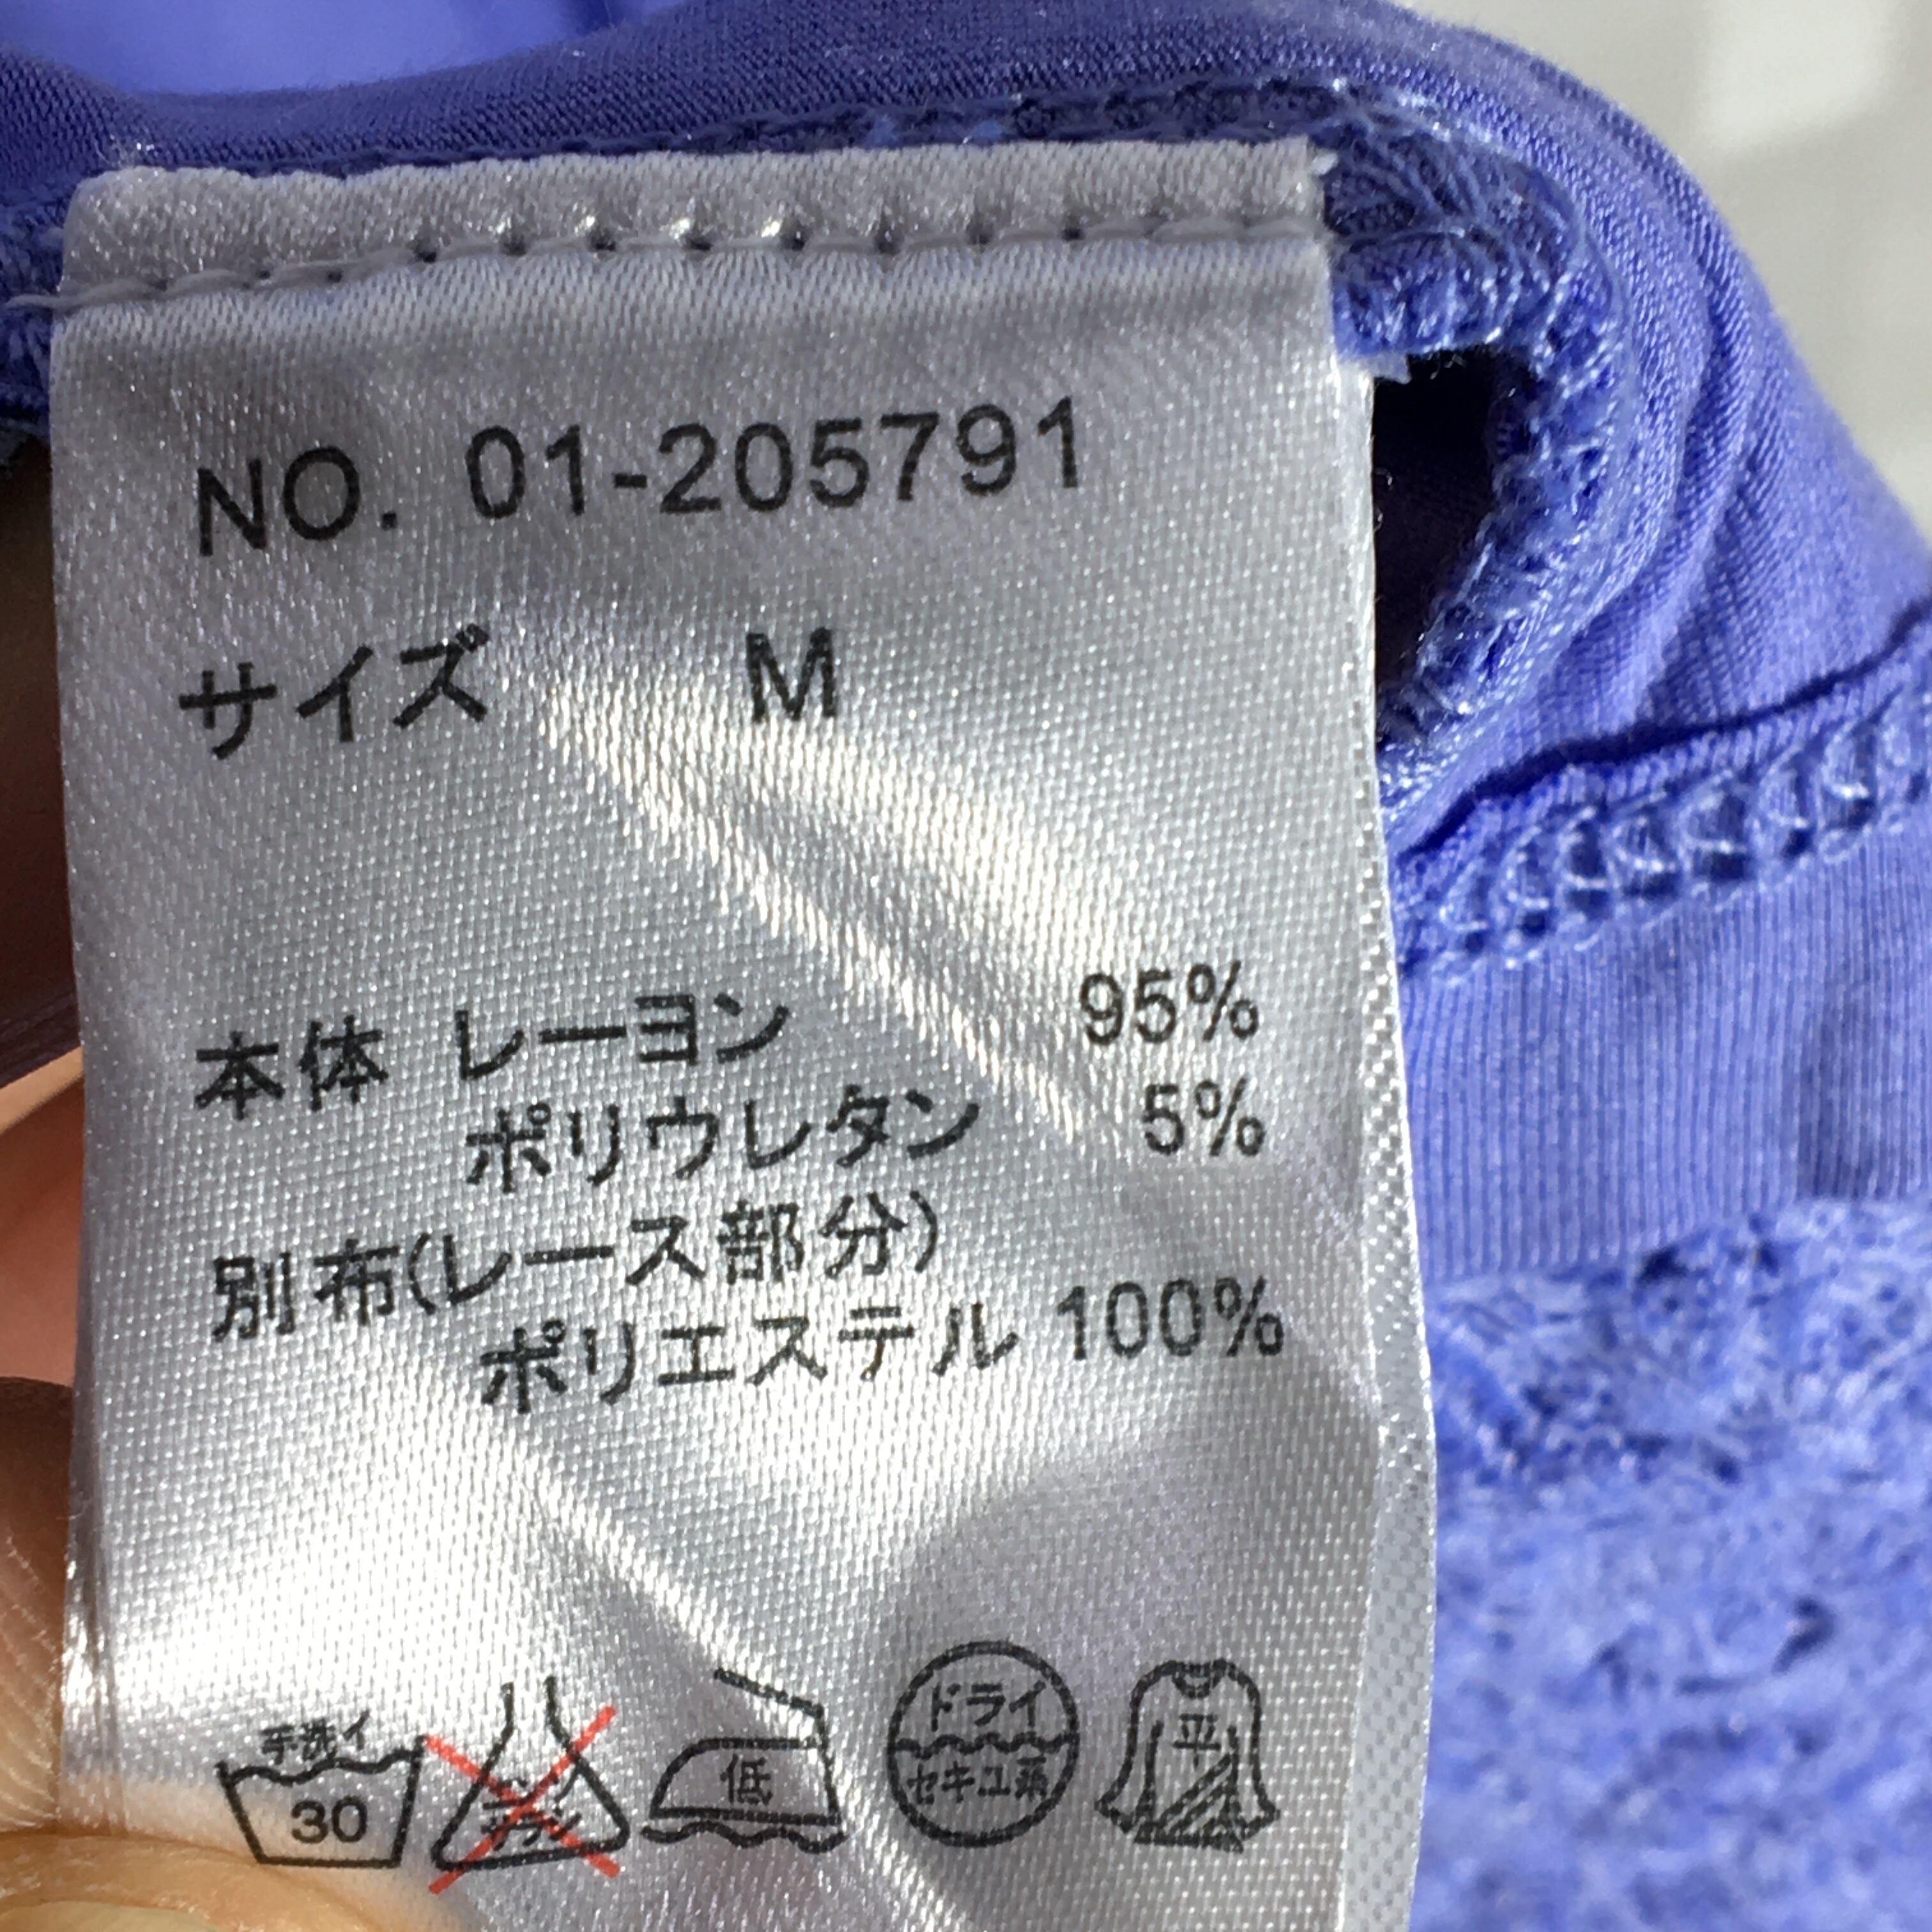 NO. 01-205791
サイズ M
本体 レーヨン 95%
ポリウレタン 5%
別布(レース部分)
ポリエステル 100%
手洗イ
30
低
ドライ
セキユ系
平